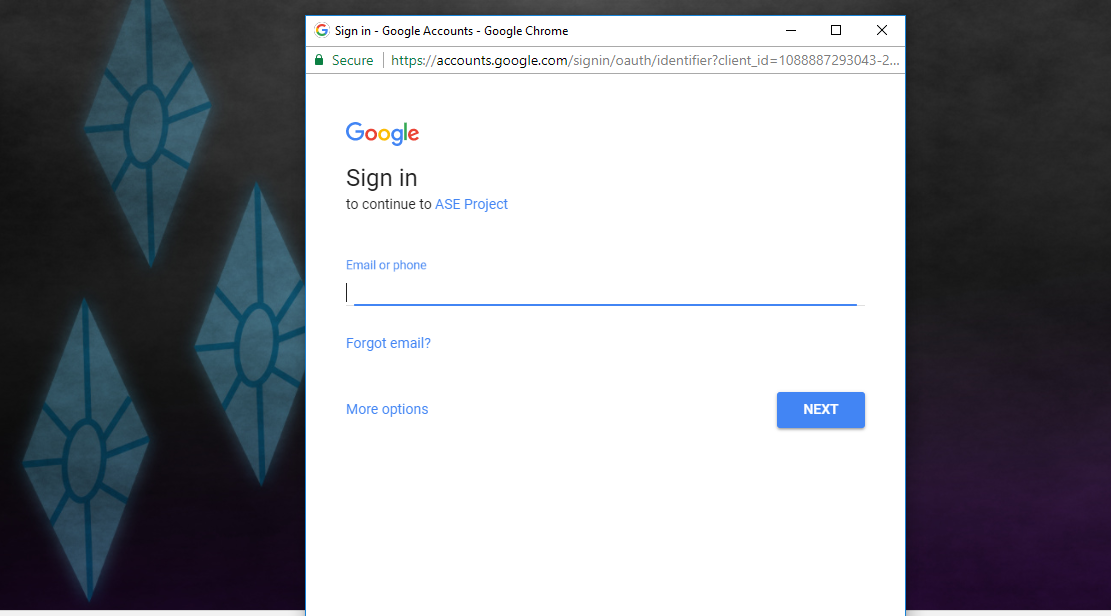 Sign in - Google Accounts - Google Chrome
Secure https://accounts.google.com/signin/oauth/identifier?client_id=1088887293043-2...
Google
Sign in
to continue to ASE Project
Email or phone
Forgot email?
More options
NEXT